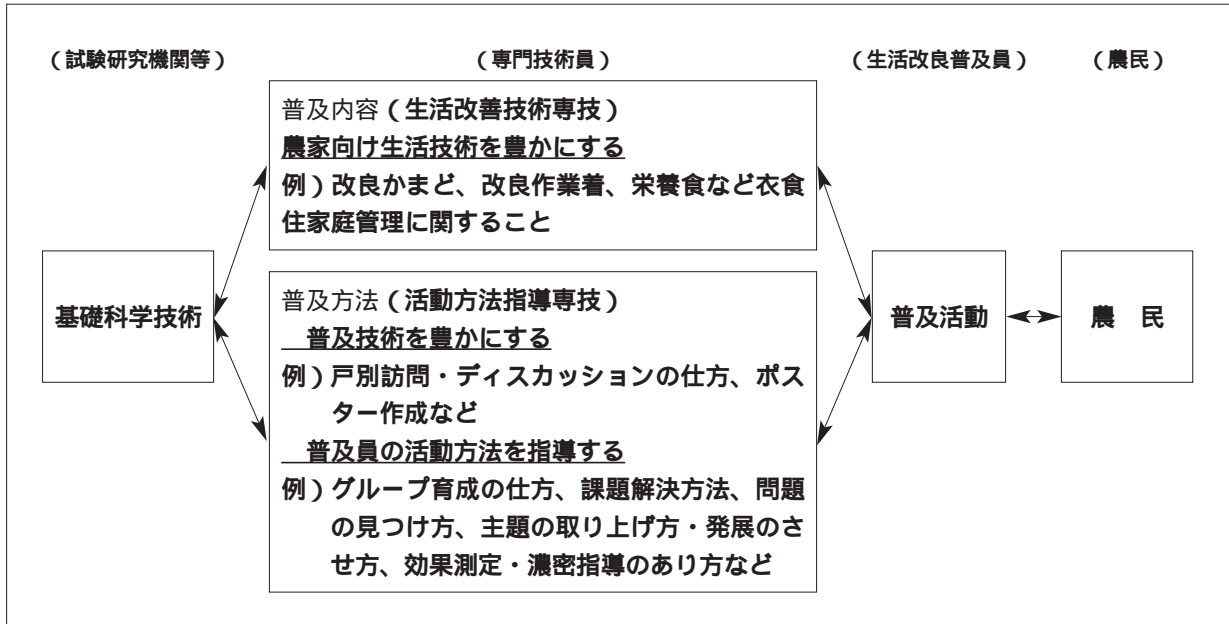 (試験研究機関等)
(専門技術員)
(生活改良普及員)
(農民)
普及内容(生活改善技術専技)
農家向け生活技術を豊かにする
例)改良かまど、改良作業着、栄養食など衣食
住家庭管理に関すること
基礎科学技術
普及方法(活動方法指導専技)
普及技術を豊かにする
例)戸別訪問・ディスカッションの仕方、ポス
ター作成など
普及員の活動方法を指導する
例)グループ育成の仕方、課題解決方法、問題
の見つけ方、主題の取り上げ方・発展のさ
せ方、効果測定・濃密指導のあり方など
普及活動
農 民